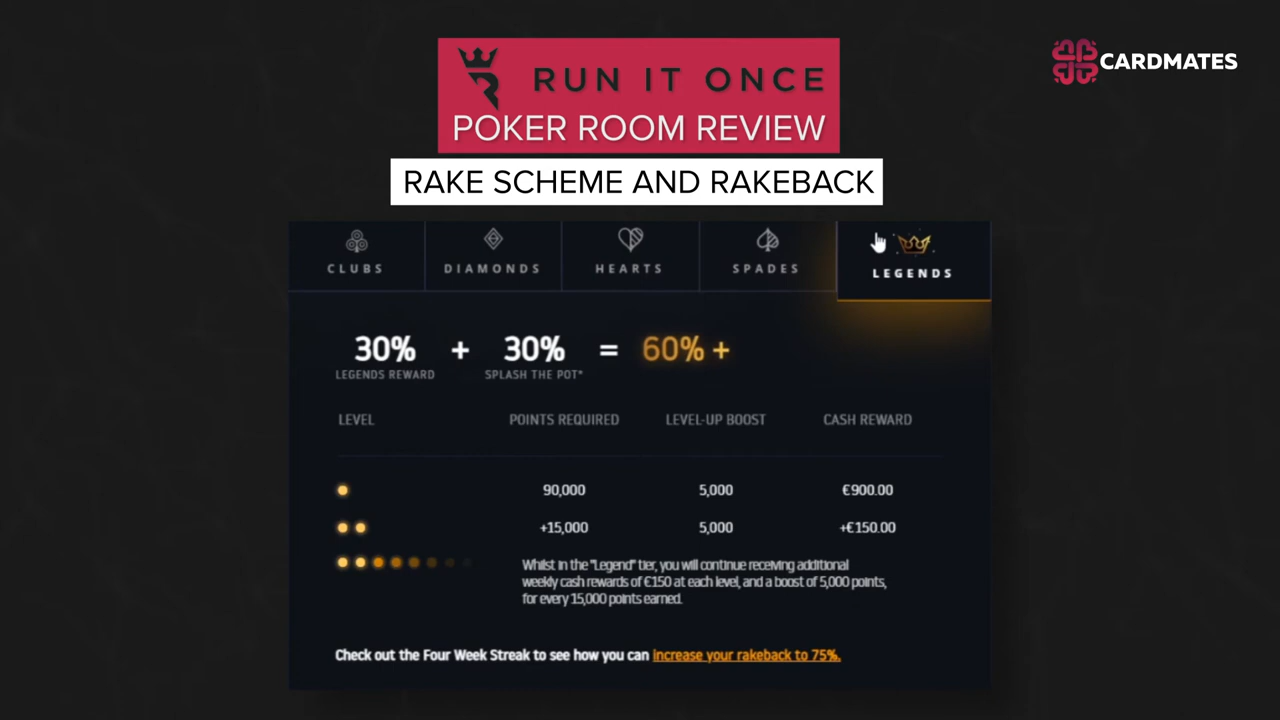 RUN IT ONCE
CARDMATES
POKER ROOM REVIEW
RAKE SCHEME AND RAKEBACK
CLUBS DIAMONDS HEARTS SPADES LEGENDS
30% + 30% = 60% +
LEGENDS REWARD SPLASH THE POT*
LEVEL POINTS REQUIRED LEVEL-UP BOOST CASH REWARD
90,000 5,000 €900.00
+15,000 5,000 +€150.00
Whilst in the "Legend" tier, you will continue receiving additional
weekly cash rewards of €150 at each level, and a boost of 5,000 points,
for every 15,000 points earned.
Check out the Four Week Streak to see how you can increase your rakeback to 75%.